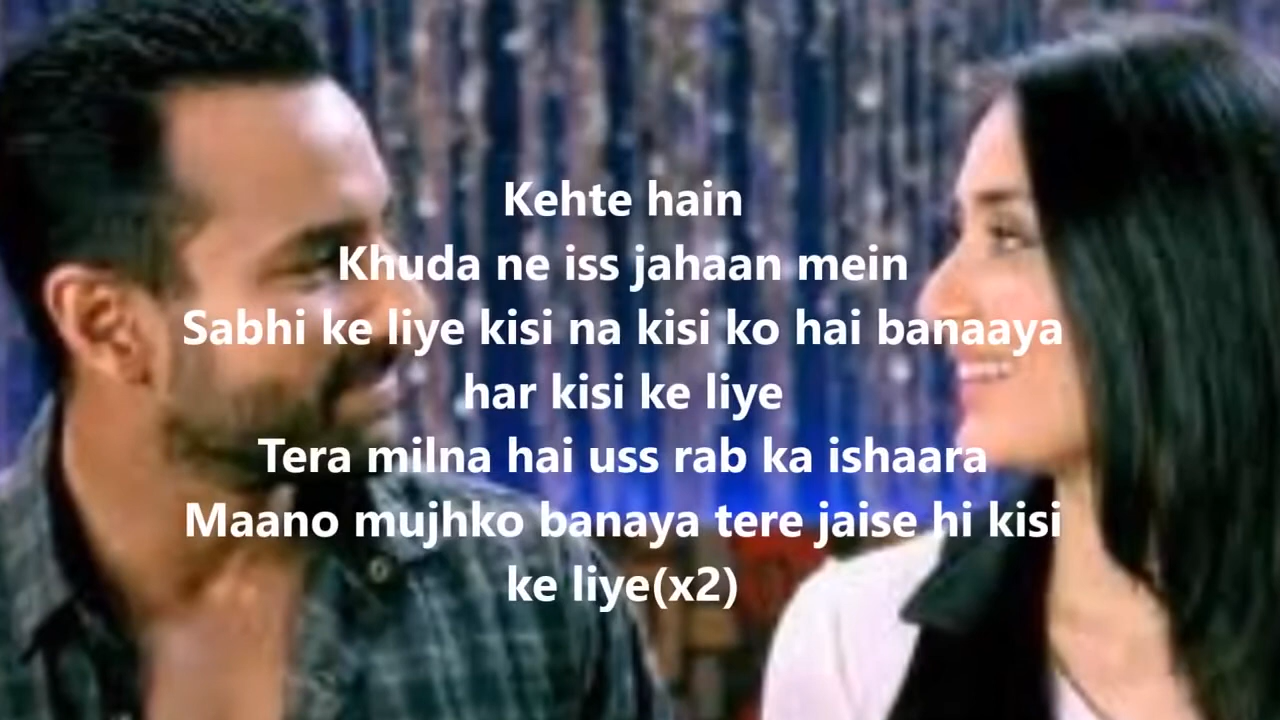 Kehte hain
Khuda ne iss jahaan mein
Sabhi ke liye kisi na kisi ko hai banaaya
har kisi ke liye
Tera milna hai uss rab ka ishaara
Maano mujhko banaya tere jaise hi kisi
ke liye(x2)